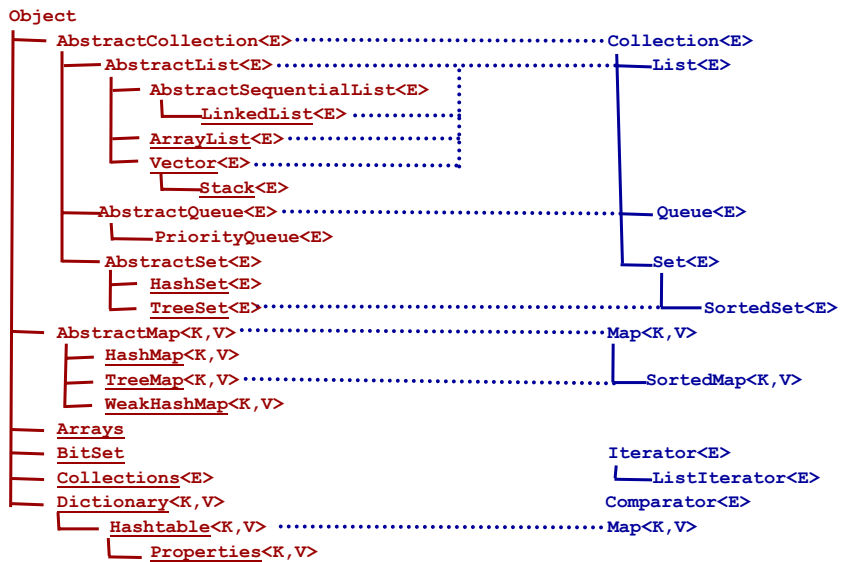 Object
AbstractCollection<E> Collection<E>
AbstractList<E> List<E>
AbstractSequentialList<E>
LinkedList<E>
ArrayList<E>
Vector<E>
Stack<E>
AbstractQueue<E> Queue<E>
PriorityQueue<E>
AbstractSet<E> Set<E>
HashSet<E>
TreeSet<E> SortedSet<E>
AbstractMap<K,V> Map<K,V>
HashMap<K,V>
TreeMap<K,V> SortedMap<K,V>
WeakHashMap<K,V>
Arrays
BitSet Iterator<E>
Collections<E> ListIterator<E>
Dictionary<K,V> Comparator<E>
Hashtable<K,V> Map<K,V>
Properties<K,V>